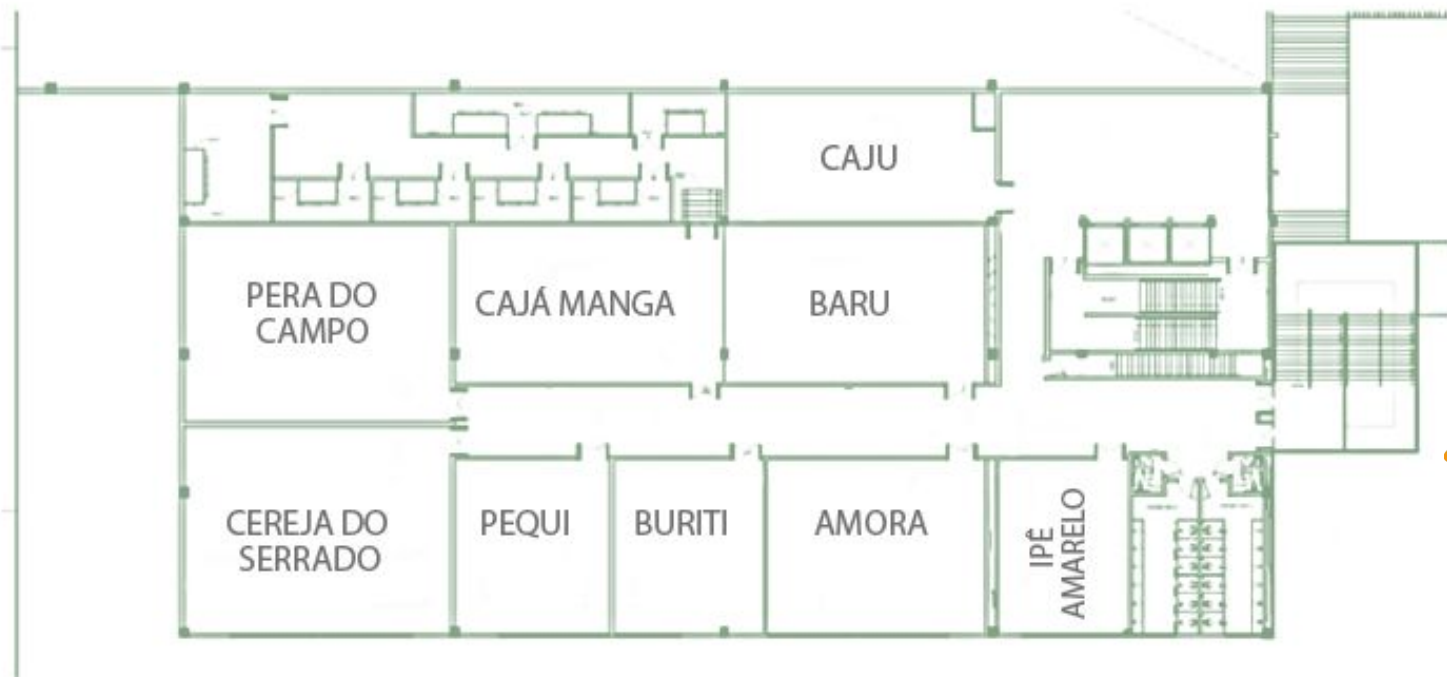 CAJU
PERA DO
CAMPO
CAJÁ MANGA
BARU
CEREJA DO
SERRADO
PEQUI
BURITI
AMORA
IPÊ
AMARELO